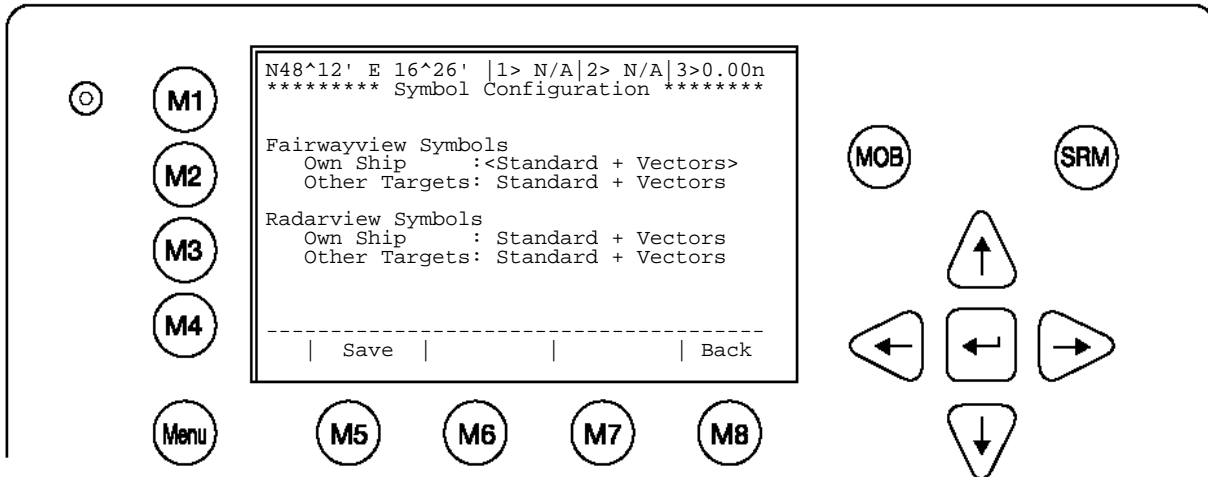 N48^12' E 16^26' |1> N/A|2> N/A|3>0.00n
********* Symbol Configuration ********
Fairwayview Symbols
Own Ship :<Standard + Vectors>
Other Targets: Standard + Vectors
Radarview Symbols
Own Ship : Standard + Vectors
Other Targets: Standard + Vectors
---------------------------------------
| Save | | | Back
M1
M2
M3
M4
Menu
M5
M6
M7
M8
MOB
SRM